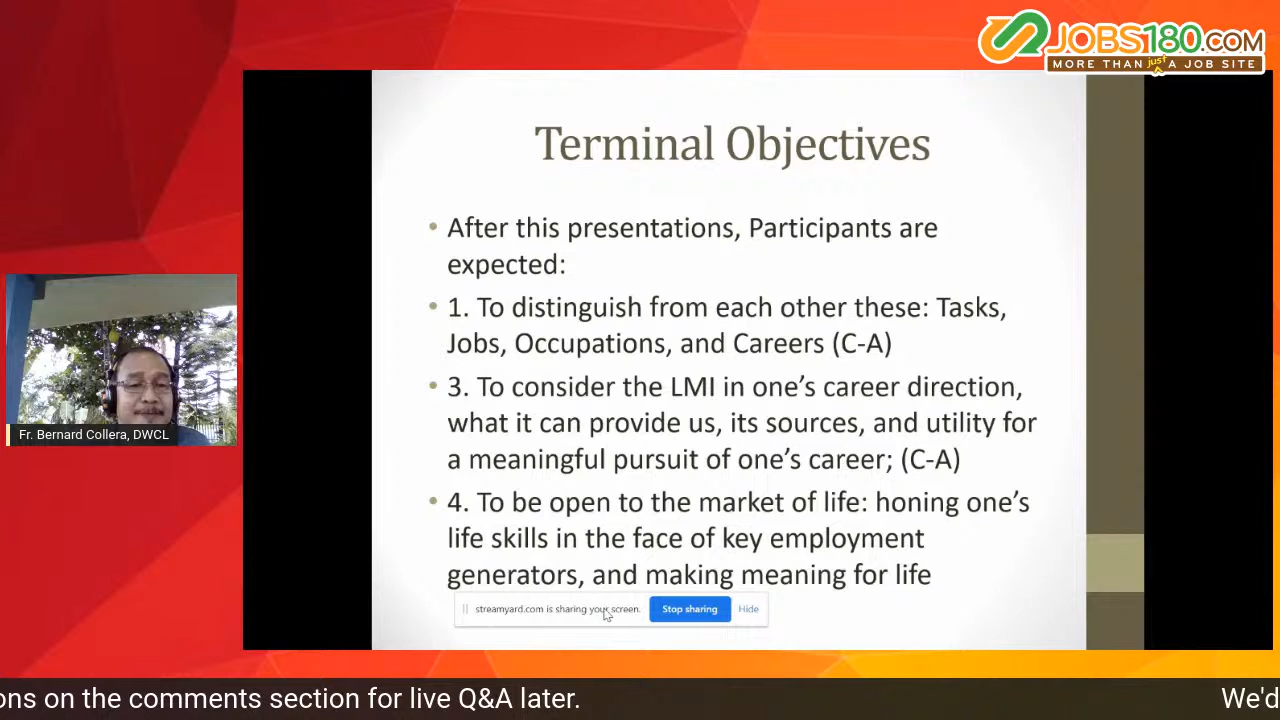 JOBS180.COM
MORE THAN just A JOB SITE
Terminal Objectives
• After this presentations, Participants are
expected:
• 1. To distinguish from each other these: Tasks,
Jobs, Occupations, and Careers (C-A)
• 3. To consider the LMI in one's career direction,
what it can provide us, its sources, and utility for
a meaningful pursuit of one's career; (C-A)
• 4. To be open to the market of life: honing one's
life skills in the face of key employment
generators, and making meaning for life
streamyard.com is sharing your screen. Stop sharing Hide
Fr. Bernard Collera, DWCL
ons on the comments section for live Q&A later. We'd